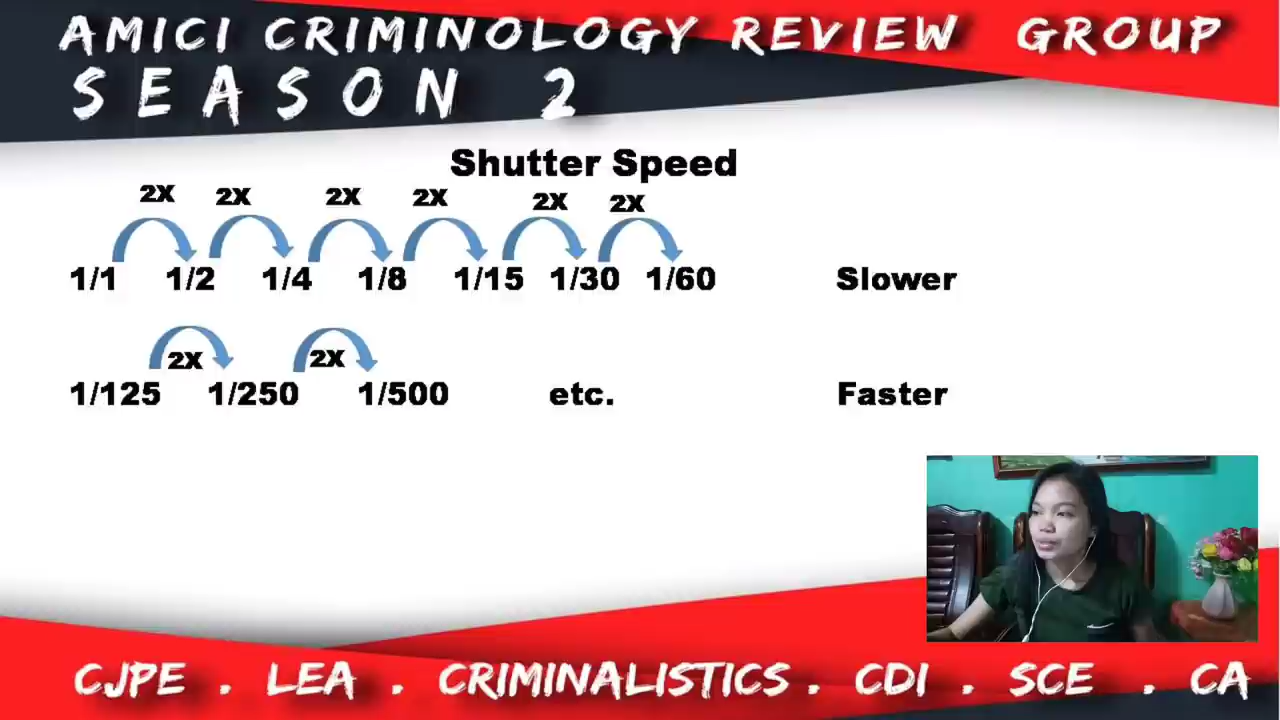 AMICI CRIMINOLOGY REVIEW GROUP
SEASON 2
Shutter Speed
2X 2X 2X 2X 2X 2X
1/1 1/2 1/4 1/8 1/15 1/30 1/60 Slower
2X 2X
1/125 1/250 1/500 etc. Faster
CJPE . LEA . CRIMINALISTICS . CDI . SCE . CA